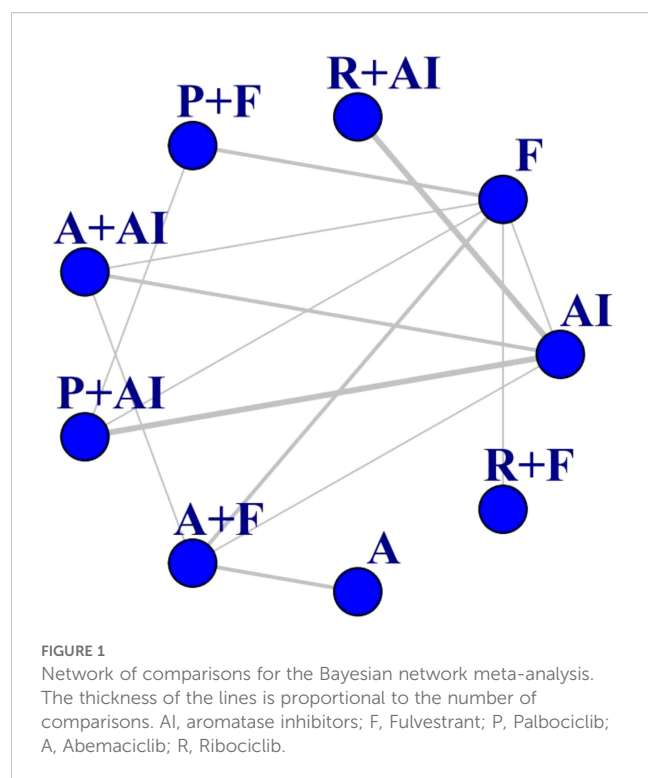 R+AI
P+F
F
A+AI
AI
P+AI
R+F
A+F
A
FIGURE 1
Network of comparisons for the Bayesian network meta-analysis.
The thickness of the lines is proportional to the number of
comparisons. AI, aromatase inhibitors; F, Fulvestrant; P, Palbociclib;
A, Abemaciclib; R, Ribociclib.